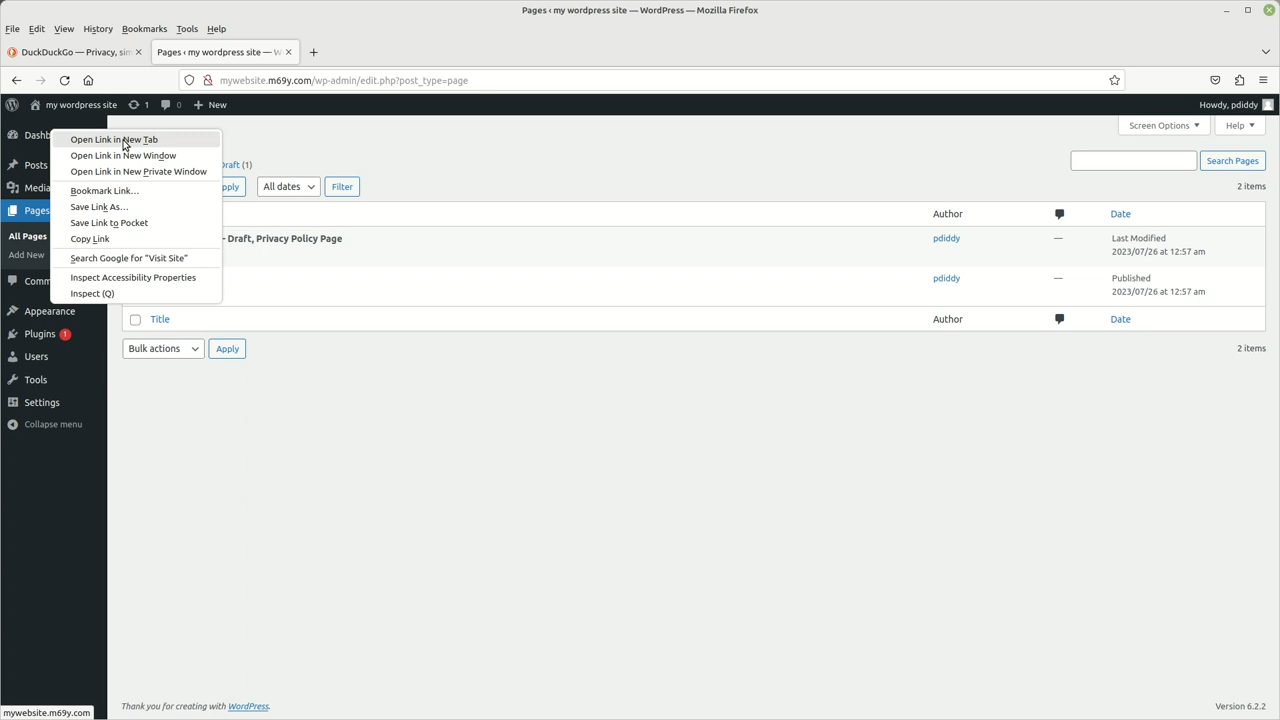 Pages ‹ my wordpress site — WordPress — Mozilla Firefox
File Edit View History Bookmarks Tools Help
DuckDuckGo — Privacy, sim
Pages ‹ my wordpress site — W
mywebsite.m69y.com/wp-admin/edit.php?post_type=page
my wordpress site 1 0 New
Howdy, pdiddy
Screen Options Help
Dashb
Open Link in New Tab
Open Link in New Window
Posts
Draft (1)
Search Pages
Open Link in New Private Window
Media
Apply
All dates
Filter
2 items
Bookmark Link…
Save Link As…
Pages
Author
Date
Save Link to Pocket
All Pages
Copy Link
— Draft, Privacy Policy Page
pdiddy
—
Last Modified
2023/07/26 at 12:57 am
Add New
Search Google for “Visit Site”
Comm
Inspect Accessibility Properties
pdiddy
—
Published
2023/07/26 at 12:57 am
Inspect (Q)
Appearance
Title
Author
Date
Plugins 1
Bulk actions
Apply
2 items
Users
Tools
Settings
Collapse menu
Thank you for creating with WordPress.
Version 6.2.2
mywebsite.m69y.com